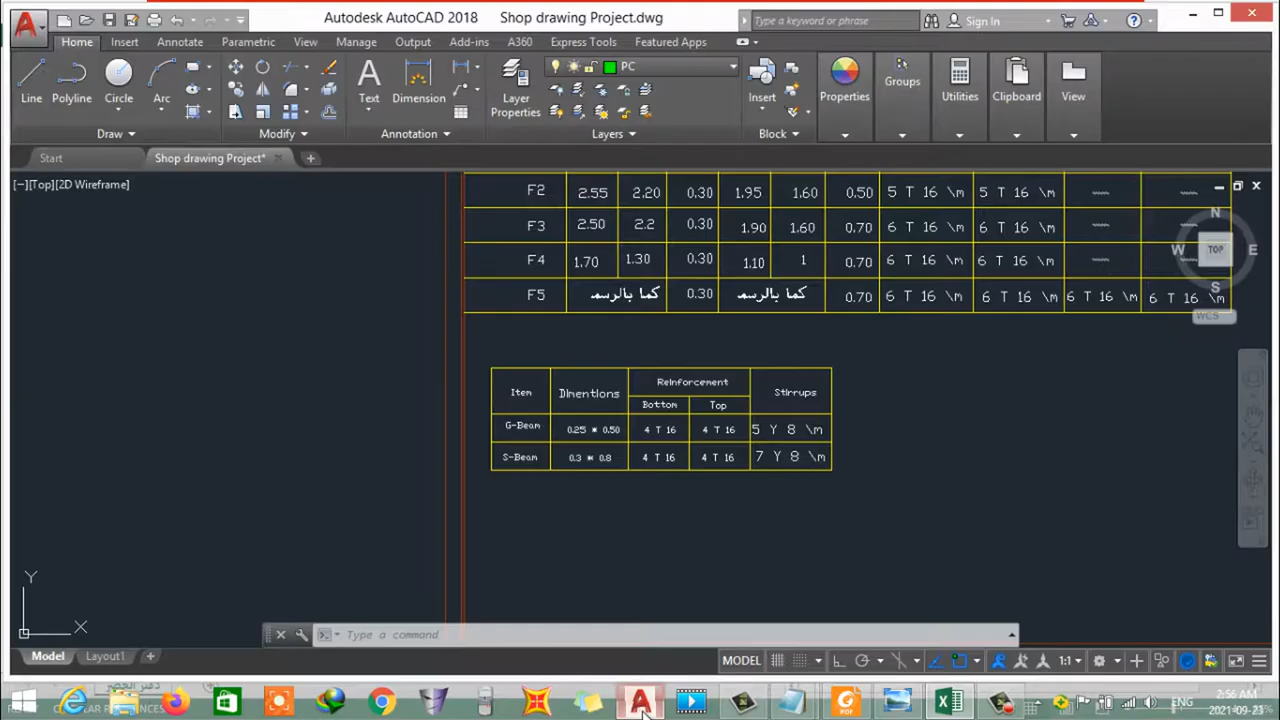 Autodesk AutoCAD 2018 Shop drawing Project.dwg
Type a keyword or phrase
Sign In
Home Insert Annotate Parametric View Manage Output Add-ins A360 Express Tools Featured Apps
PC
Line Polyline Circle Arc Text Dimension Layer Properties Insert Properties Groups Utilities Clipboard View
Draw Modify Annotation Layers Block
Start Shop drawing Project*
[−][Top][2D Wireframe]
F2 2.55 2.20 0.30 1.95 1.60 0.50 5 T 16 \m 5 T 16 \m
F3 2.50 2.2 0.30 1.90 1.60 0.70 6 T 16 \m 6 T 16 \m
F4 1.70 1.30 0.30 1.10 1 0.70 6 T 16 \m 6 T 16 \m
F5 كما بالرسم 0.30 كما بالرسم 0.70 6 T 16 \m 6 T 16 \m 6 T 16 \m 6 T 16 \m
N
W TOP E
S
WCS
Item Dimentions Reinforcement Stirrups
Bottom Top
G-Beam 0.25 * 0.50 4 T 16 4 T 16 5 Y 8 \m
S-Beam 0.3 * 0.8 4 T 16 4 T 16 7 Y 8 \m
Y
X
Type a command
Model Layout1
MODEL 1:1
ENG
2:56 AM
2021-09-23